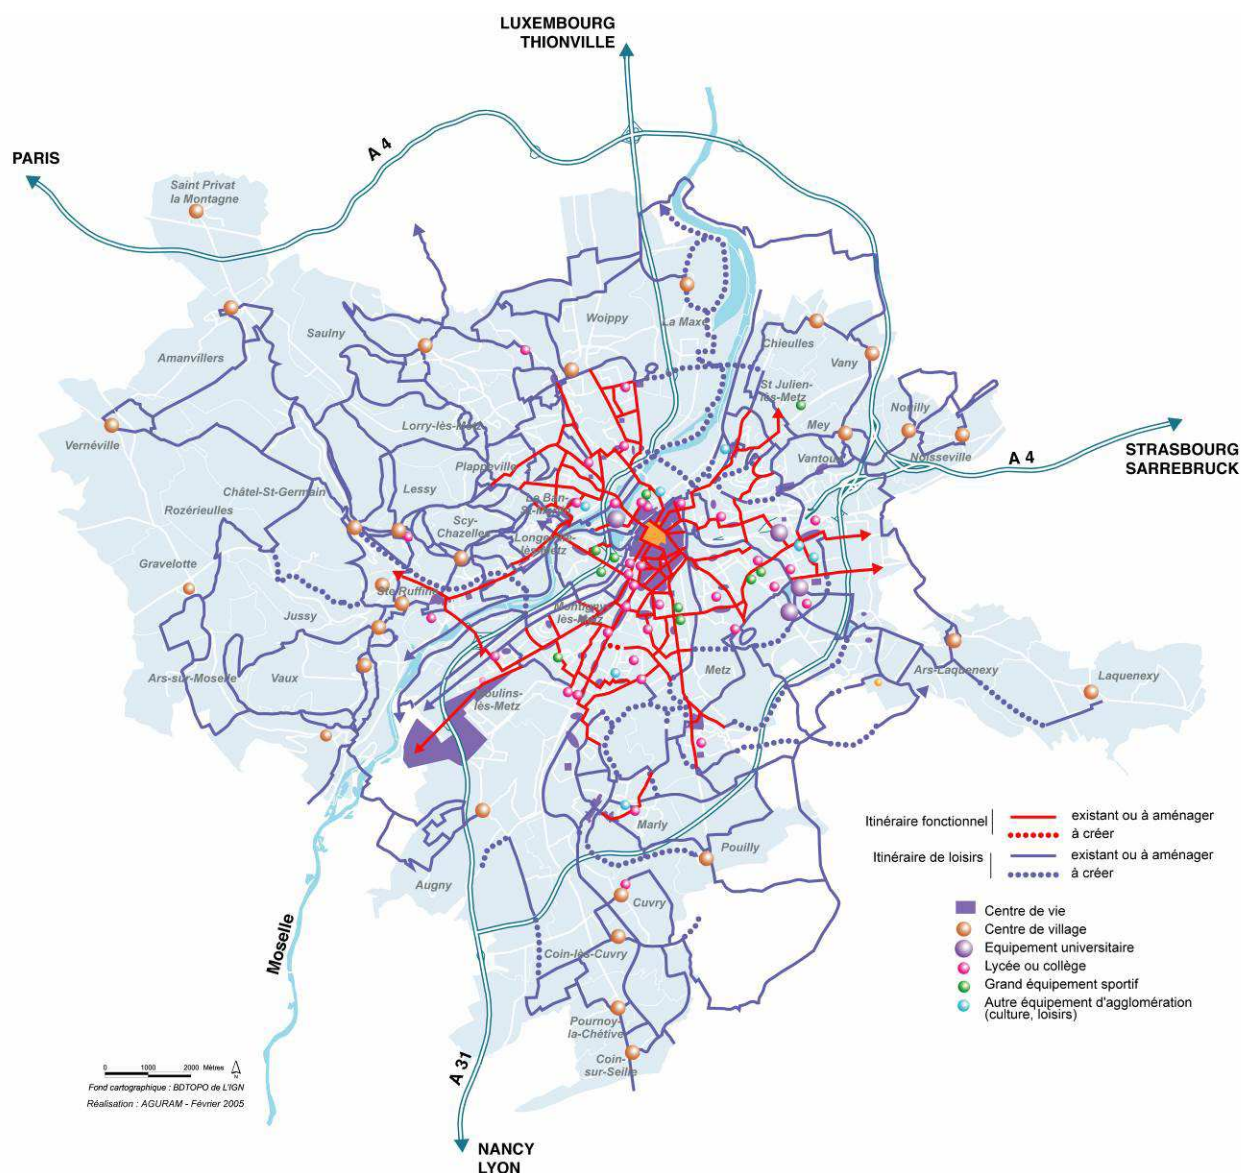 LUXEMBOURG
THIONVILLE
PARIS
A 4
Saint Privat
la Montagne
Woippy
La Maxe
Saulny
Amanvillers
Chieulles
Vany
St Julien-
lès-Metz
Nouilly
Mey
Vantoux
Noisseville
A 4
STRASBOURG
SARREBRUCK
Vernéville
Lorry-lès-Metz
Plappeville
Châtel-St-Germain
Lessy
Rozérieulles
Le Ban-
St-Martin
Scy-
Chazelles
Longeville-
lès-Metz
Gravelotte
Ste Ruffine
Jussy
Montigny-
lès-Metz
Ars-sur-Moselle
Vaux
Metz
Ars-Laquenexy
Laquenexy
Moulins-
lès-Metz
Marly
Pouilly
Augny
Cuvry
Coin-lès-Cuvry
Moselle
Pournoy-
la-Chétive
Coin-
sur-Seille
A 31
NANCY
LYON
Itinéraire fonctionnel
existant ou à aménager
à créer
Itinéraire de loisirs
existant ou à aménager
à créer
Centre de vie
Centre de village
Equipement universitaire
Lycée ou collège
Grand équipement sportif
Autre équipement d'agglomération
(culture, loisirs)
0 1000 2000 Mètres
N
Fond cartographique : BDTOPO de L'IGN
Réalisation : AGURAM - Février 2005